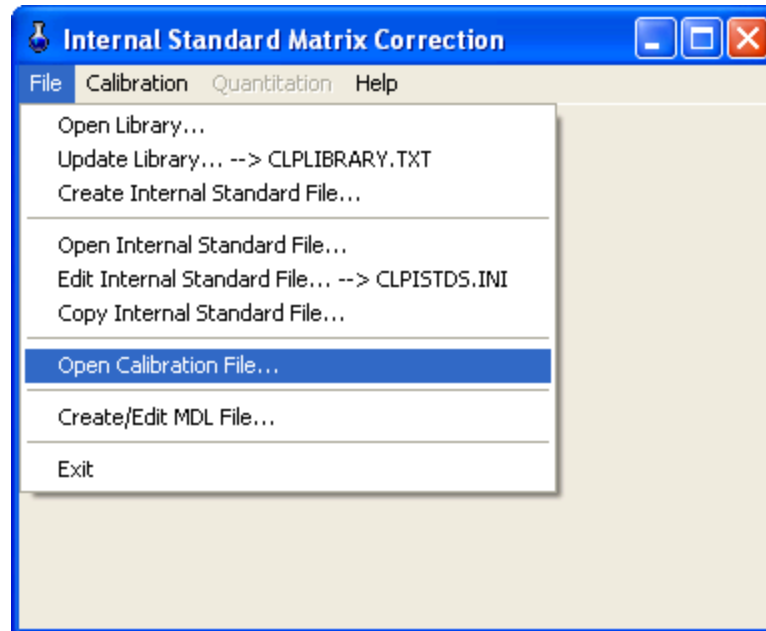 Internal Standard Matrix Correction
File Calibration Quantitation Help
Open Library...
Update Library... --> CLPLIBRARY.TXT
Create Internal Standard File...
Open Internal Standard File...
Edit Internal Standard File... --> CLPISTDS.INI
Copy Internal Standard File...
Open Calibration File...
Create/Edit MDL File...
Exit